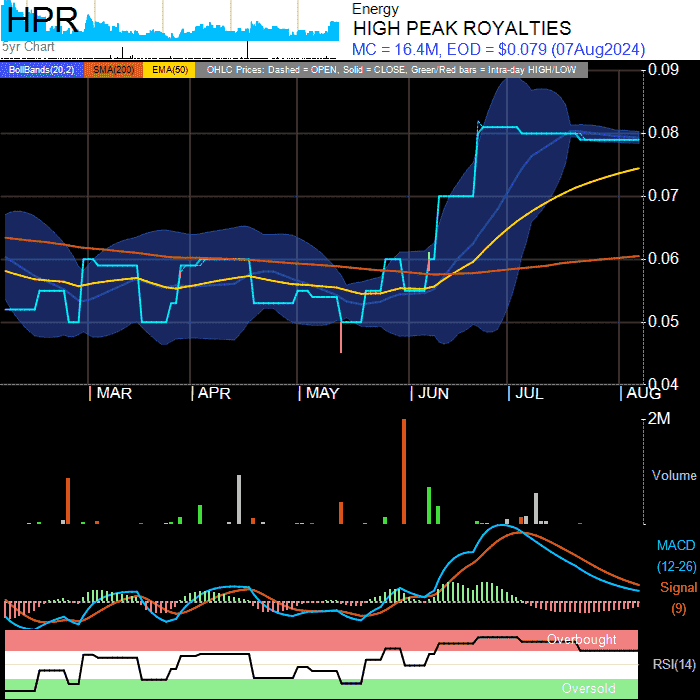 HPR
Energy
HIGH PEAK ROYALTIES
5yr Chart
MC = 16.4M, EOD = $0.079 (07Aug2024)
BollBands(20,2) SMA(200) EMA(50) OHLC Prices: Dashed = OPEN, Solid = CLOSE, Green/Red bars = Intra-day HIGH/LOW
0.09
0.08
0.07
0.06
0.05
0.04
| MAR | APR | MAY | JUN | JUL | AUG
2M
Volume
MACD
(12-26)
Signal
(9)
Overbought
RSI(14)
Oversold